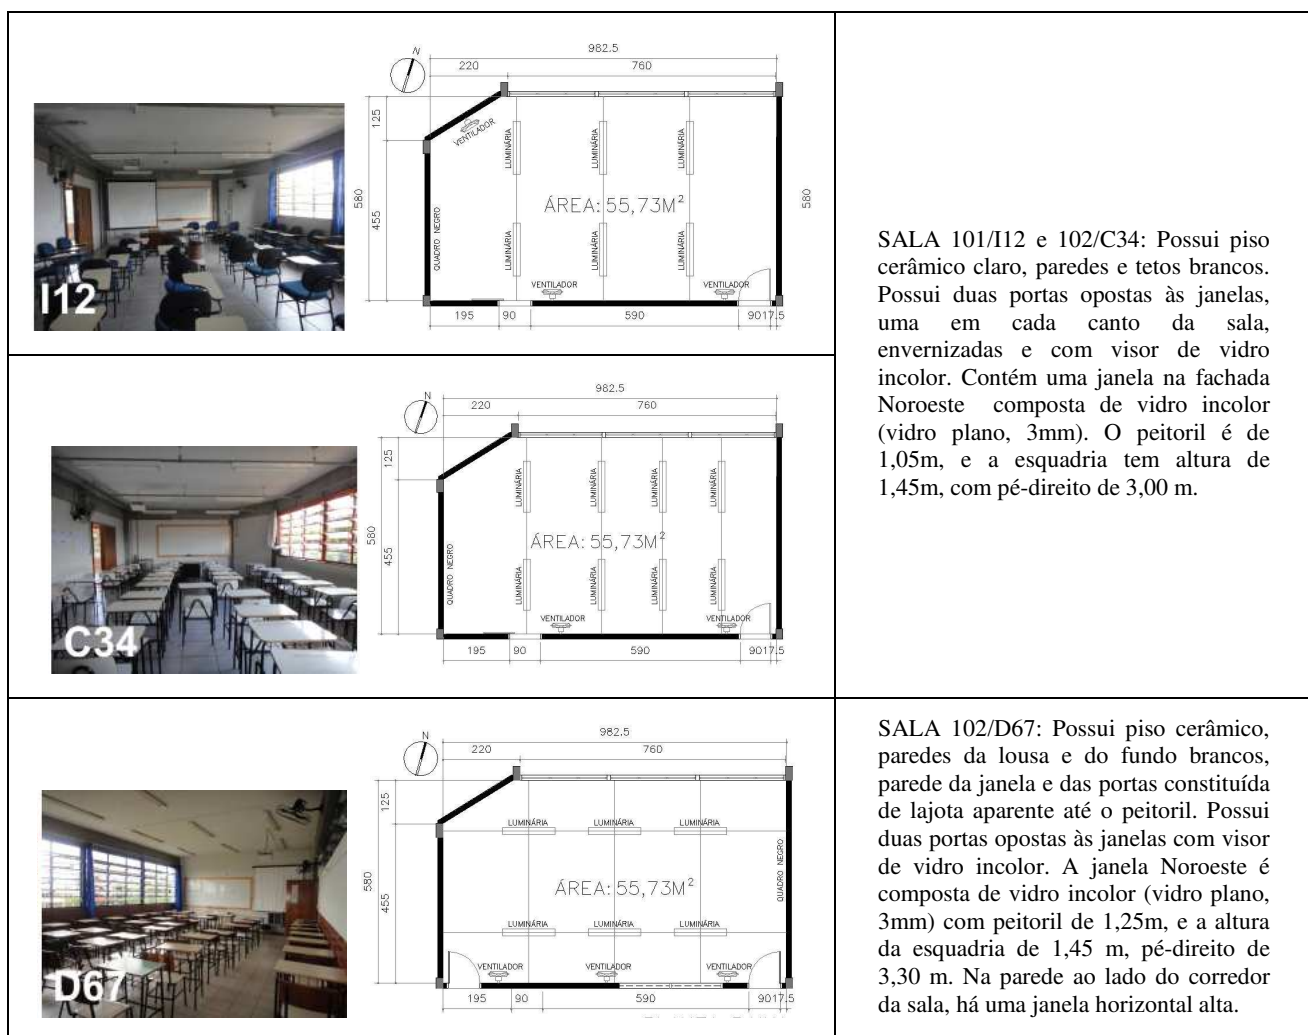 982.5
N
220
760
125
VENTILADOR
LUMINÁRIA
LUMINÁRIA
LUMINÁRIA
580
455
QUADRO NEGRO
ÁREA: 55,73M²
580
LUMINÁRIA
LUMINÁRIA
LUMINÁRIA
VENTILADOR
VENTILADOR
195
90
590
9017.5
I12
SALA 101/I12 e 102/C34: Possui piso
cerâmico claro, paredes e tetos brancos.
Possui duas portas opostas às janelas,
uma em cada canto da sala,
envernizadas e com visor de vidro
incolor. Contém uma janela na fachada
Noroeste composta de vidro incolor
(vidro plano, 3mm). O peitoril é de
1,05m, e a esquadria tem altura de
1,45m, com pé-direito de 3,00 m.
982.5
N
220
760
125
LUMINÁRIA
LUMINÁRIA
LUMINÁRIA
LUMINÁRIA
580
455
QUADRO NEGRO
ÁREA: 55,73M²
LUMINÁRIA
LUMINÁRIA
LUMINÁRIA
LUMINÁRIA
VENTILADOR
VENTILADOR
195
90
590
9017.5
C34
982.5
N
220
760
125
LUMINÁRIA
LUMINÁRIA
LUMINÁRIA
580
455
ÁREA: 55,73M²
QUADRO NEGRO
LUMINÁRIA
LUMINÁRIA
LUMINÁRIA
VENTILADOR
VENTILADOR
VENTILADOR
195
90
590
9017.5
D67
SALA 102/D67: Possui piso cerâmico,
paredes da lousa e do fundo brancos,
parede da janela e das portas constituída
de lajota aparente até o peitoril. Possui
duas portas opostas às janelas com visor
de vidro incolor. A janela Noroeste é
composta de vidro incolor (vidro plano,
3mm) com peitoril de 1,25m, e a altura
da esquadria de 1,45 m, pé-direito de
3,30 m. Na parede ao lado do corredor
da sala, há uma janela horizontal alta.